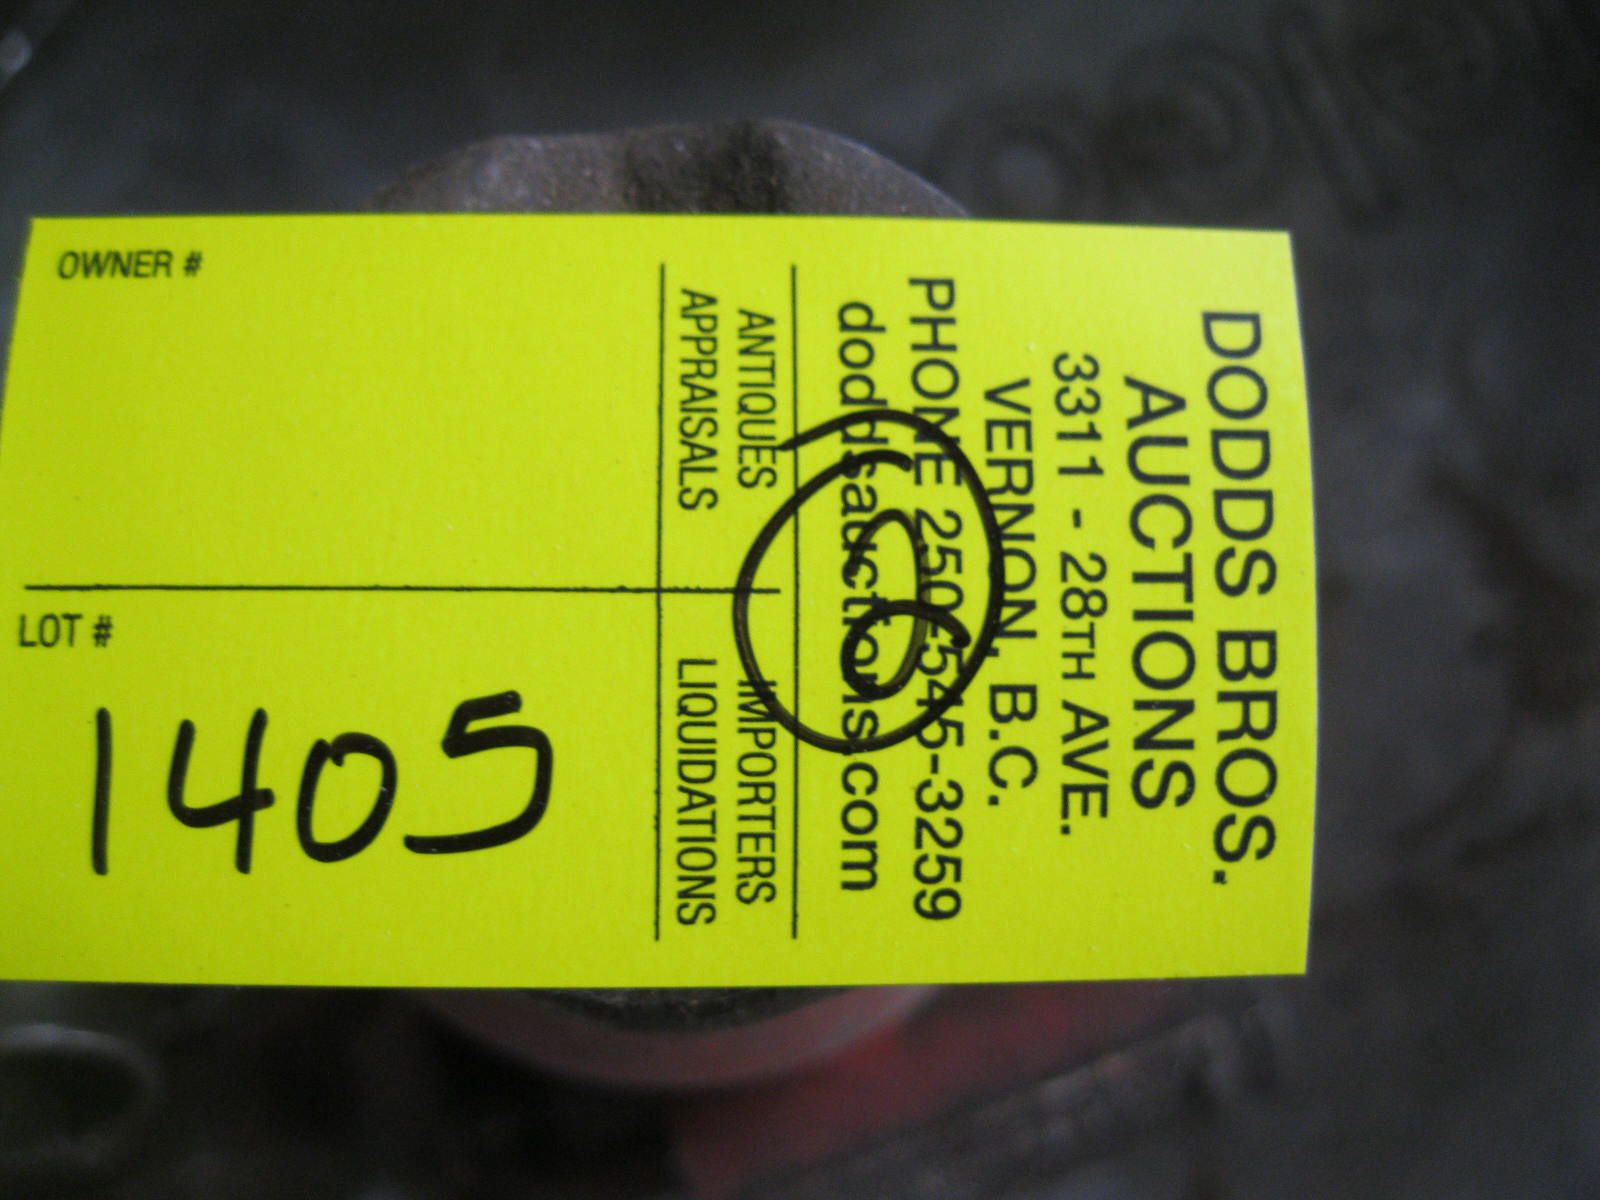 DODDS BROS.
AUCTIONS
3311 - 28TH AVE.
VERNON, B.C.
PHONE 250-545-3259
doddsauctions.com
ANTIQUES IMPORTERS
APPRAISALS LIQUIDATIONS
OWNER #
LOT #
1405